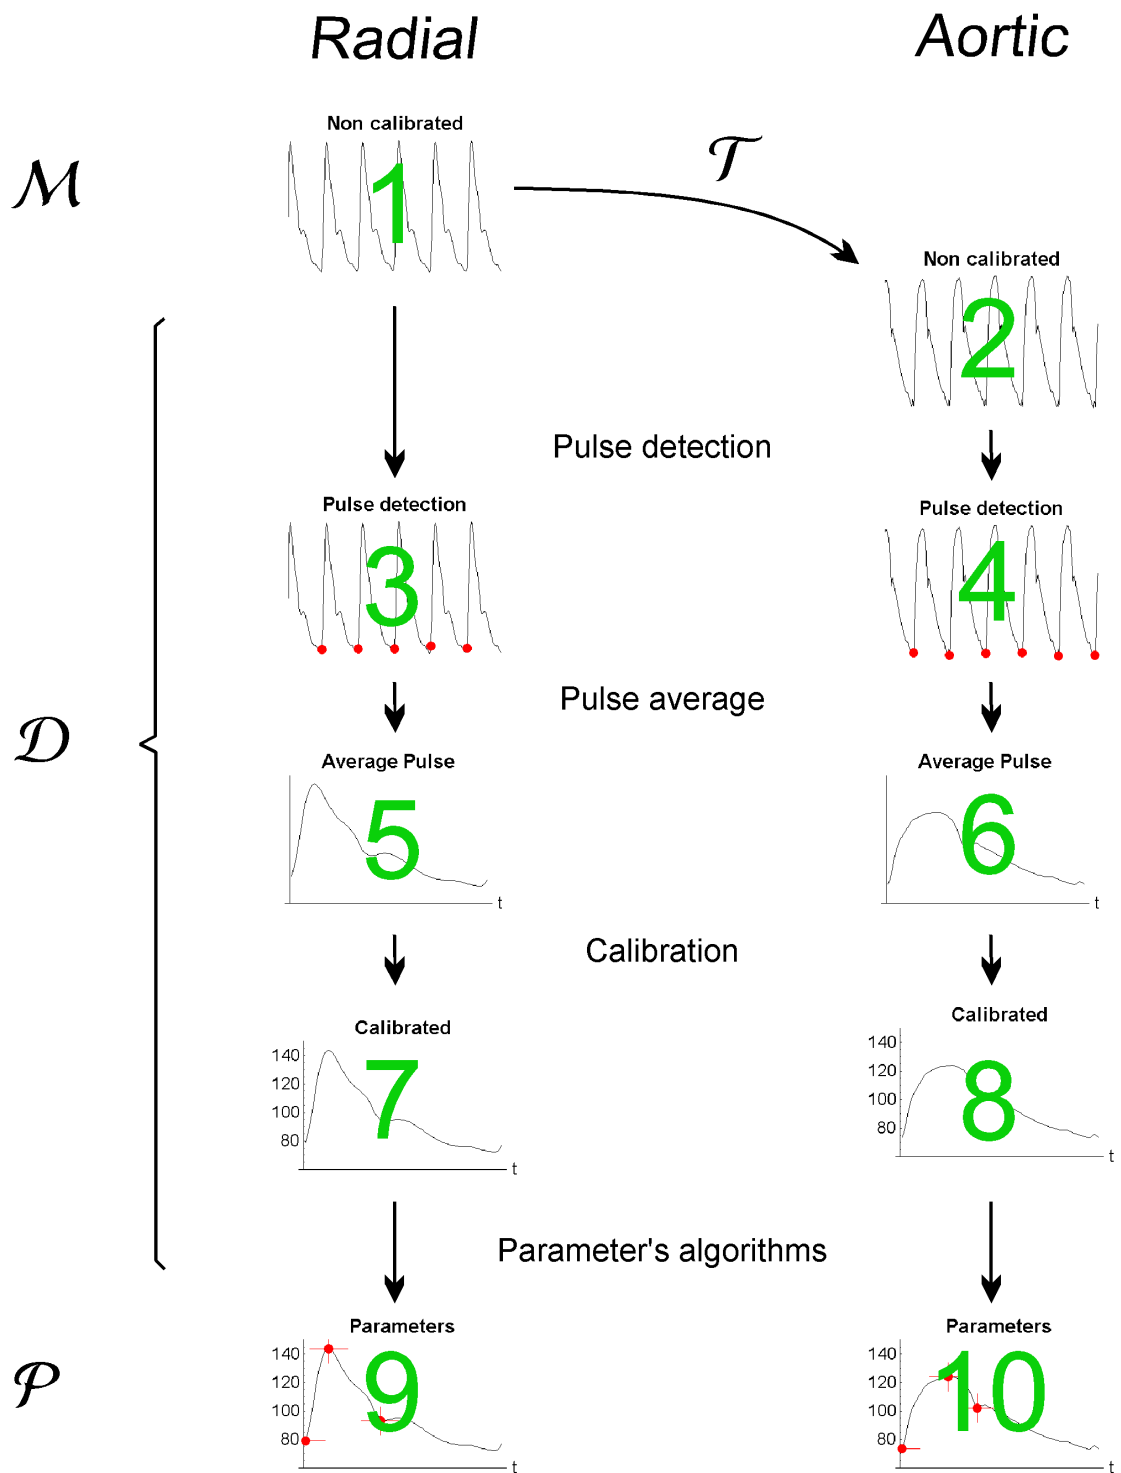 Radial
Aortic
Non calibrated
ℳ
𝒯
1
Non calibrated
2
Pulse detection
Pulse detection
Pulse detection
3
4
Pulse average
𝒟
Average Pulse
Average Pulse
5
6
t
t
Calibration
Calibrated
Calibrated
140
120
100
80
7
t
140
120
100
80
8
t
Parameter's algorithms
Parameters
Parameters
𝒫
140
120
100
80
9
t
140
120
100
80
10
t